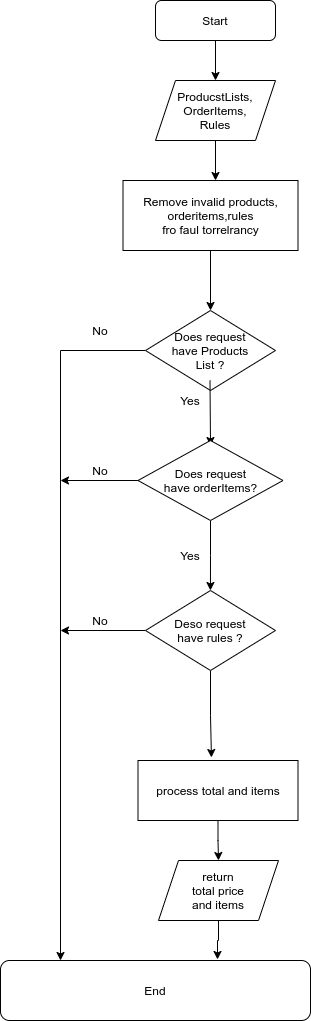 Start
ProducstLists,
OrderItems,
Rules
Remove invalid products,
orderitems,rules
fro faul torrelrancy
No
Does request
have Products
List ?
Yes
No
Does request
have orderItems?
Yes
No
Deso request
have rules ?
process total and items
return
total price
and items
End